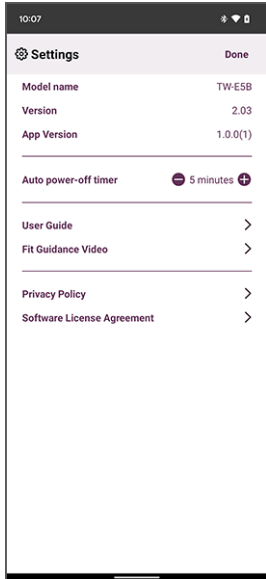 10:07
Settings Done
Model name TW-E5B
Version 2.03
App Version 1.0.0(1)
Auto power-off timer 5 minutes
User Guide
Fit Guidance Video
Privacy Policy
Software License Agreement